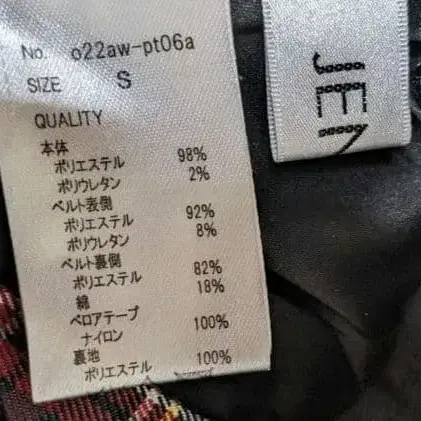 No. o22aw-pt06a
SIZE S
QUALITY
本体
ポリエステル 98%
ポリウレタン 2%
ベルト表側
ポリエステル 92%
ポリウレタン 8%
ベルト裏側
ポリエステル 82%
綿 18%
ベロアテープ
ナイロン 100%
裏地
ポリエステル 100%
JEN